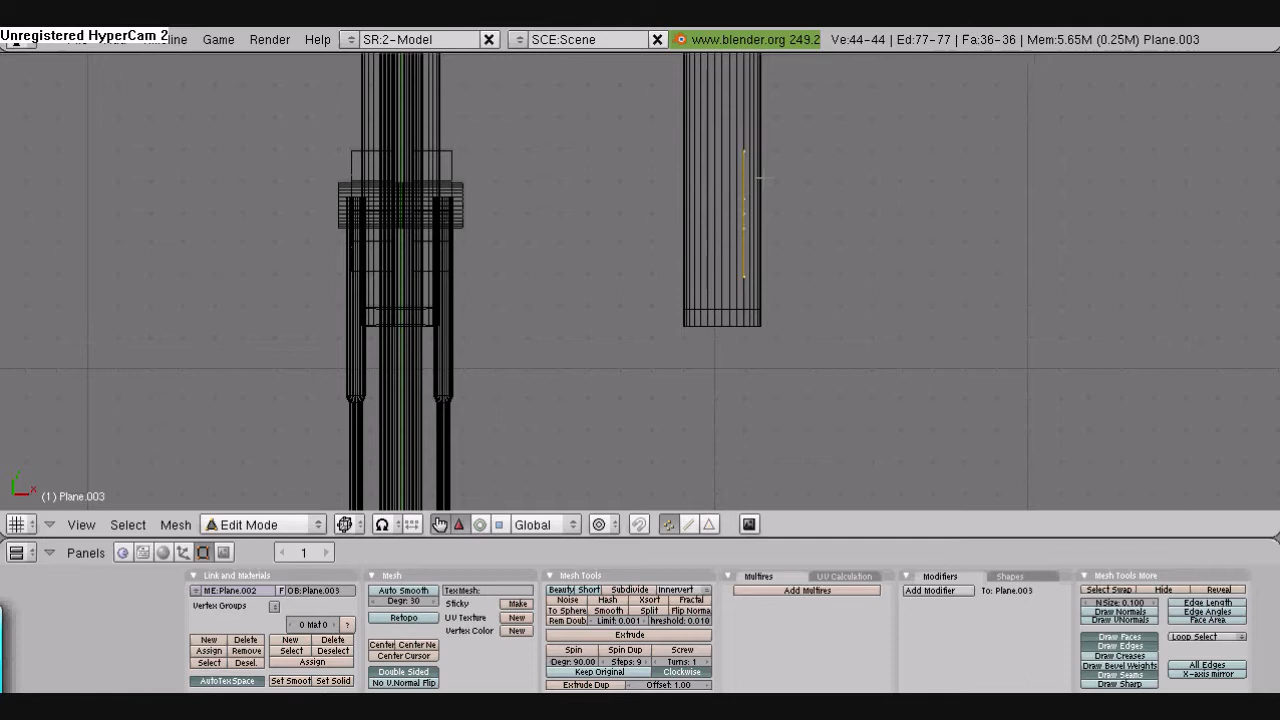 Unregistered HyperCam 2
Timeline Game Render Help SR:2-Model SCE:Scene www.blender.org 249.2 Ve:44-44 | Ed:77-77 | Fa:36-36 | Mem:5.65M (0.25M) Plane.003
x
(1) Plane.003
View Select Mesh Edit Mode Global
Panels 1
Link and Materials Mesh Mesh Tools Multires UV Calculation Modifiers Shapes Mesh Tools More
ME:Plane.002 F OB:Plane.003 Auto Smooth TexMesh: Beauty Short Subdivide Innervert Add Multires Add Modifier To: Plane.003 Select Swap Hide Reveal
Vertex Groups Degr: 30 Sticky Make Noise Hash Xsort Fractal NSize: 0.100 Edge Length
0 Mat 0 ? Retopo UV Texture New To Sphere Smooth Split Flip Norma Draw Normals Edge Angles
Vertex Color New Rem Doub Limit: 0.001 hreshold: 0.010 Draw VNormals Face Area
New Delete New Delete Extrude Draw Faces Loop Select
Assign Remove Select Deselect Center Center Ne Spin Spin Dup Screw Draw Edges
Select Desel. Assign Center Cursor Degr: 90.00 Steps: 9 Turns: 1 Draw Creases All Edges
AutoTexSpace Set Smoot Set Solid Double Sided Keep Original Clockwise Draw Bevel Weights X-axis mirror
No V.Normal Flip Extrude Dup Offset: 1.00 Draw Seams
Draw Sharp